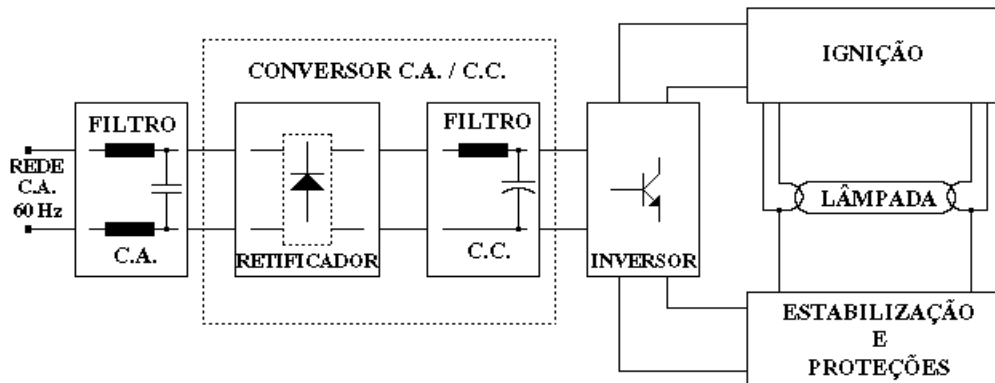 REDE
C.A.
60 Hz
FILTRO
C.A.
CONVERSOR C.A. / C.C.
RETIFICADOR
FILTRO
C.C.
INVERSOR
IGNIÇÃO
LÂMPADA
ESTABILIZAÇÃO
E
PROTEÇÕES